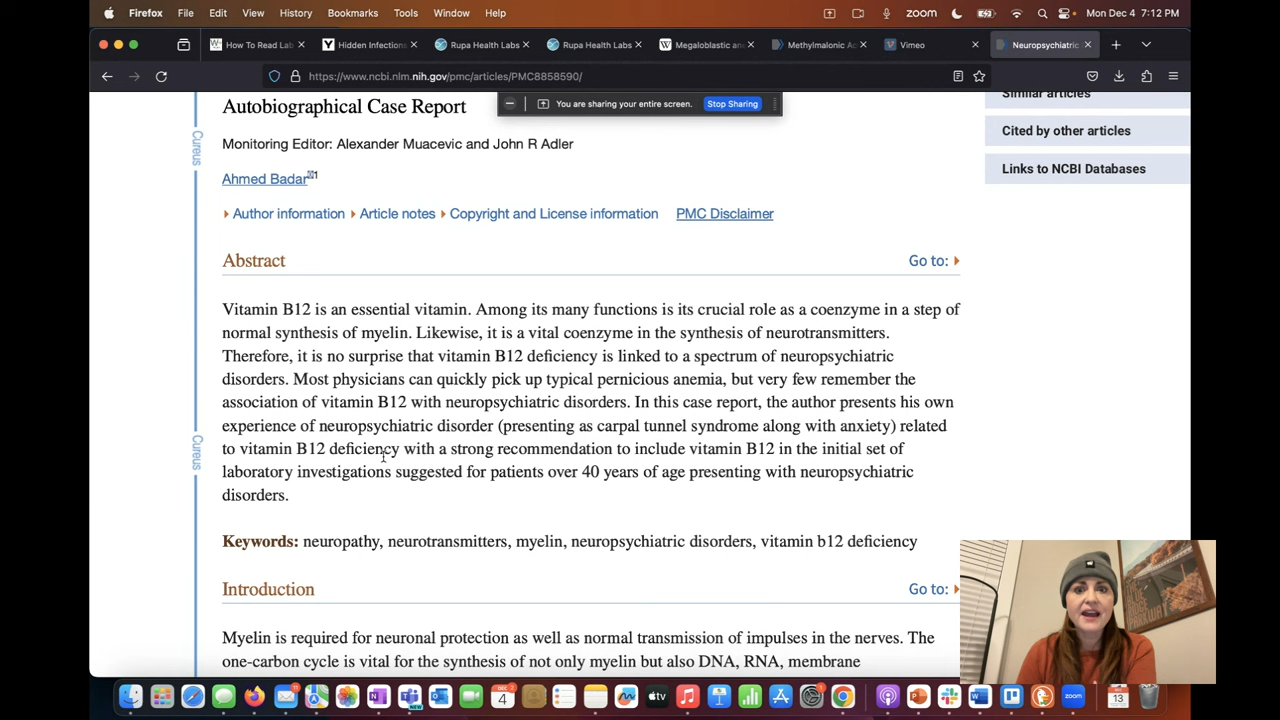 Firefox File Edit View History Bookmarks Tools Window Help zoom Mon Dec 4 7:12 PM
How To Read Lab Hidden Infections Rupa Health Labs Rupa Health Labs Megaloblastic an Methylmalonic Ac Vimeo Neuropsychiatric
https://www.ncbi.nlm.nih.gov/pmc/articles/PMC8858590/
You are sharing your entire screen. Stop Sharing
Autobiographical Case Report
Similar articles
Cited by other articles
Links to NCBI Databases
Cureus
Monitoring Editor: Alexander Muacevic and John R Adler
Ahmed Badar 1
Author information Article notes Copyright and License information PMC Disclaimer
Abstract Go to:
Vitamin B12 is an essential vitamin. Among its many functions is its crucial role as a coenzyme in a step of
normal synthesis of myelin. Likewise, it is a vital coenzyme in the synthesis of neurotransmitters.
Therefore, it is no surprise that vitamin B12 deficiency is linked to a spectrum of neuropsychiatric
disorders. Most physicians can quickly pick up typical pernicious anemia, but very few remember the
association of vitamin B12 with neuropsychiatric disorders. In this case report, the author presents his own
experience of neuropsychiatric disorder (presenting as carpal tunnel syndrome along with anxiety) related
to vitamin B12 deficiency with a strong recommendation to include vitamin B12 in the initial set of
laboratory investigations suggested for patients over 40 years of age presenting with neuropsychiatric
disorders.
Cureus
Keywords: neuropathy, neurotransmitters, myelin, neuropsychiatric disorders, vitamin b12 deficiency
Introduction Go to:
Myelin is required for neuronal protection as well as normal transmission of impulses in the nerves. The
one-carbon cycle is vital for the synthesis of not only myelin but also DNA, RNA, membrane
DEC 4 tv NEW zoom 13